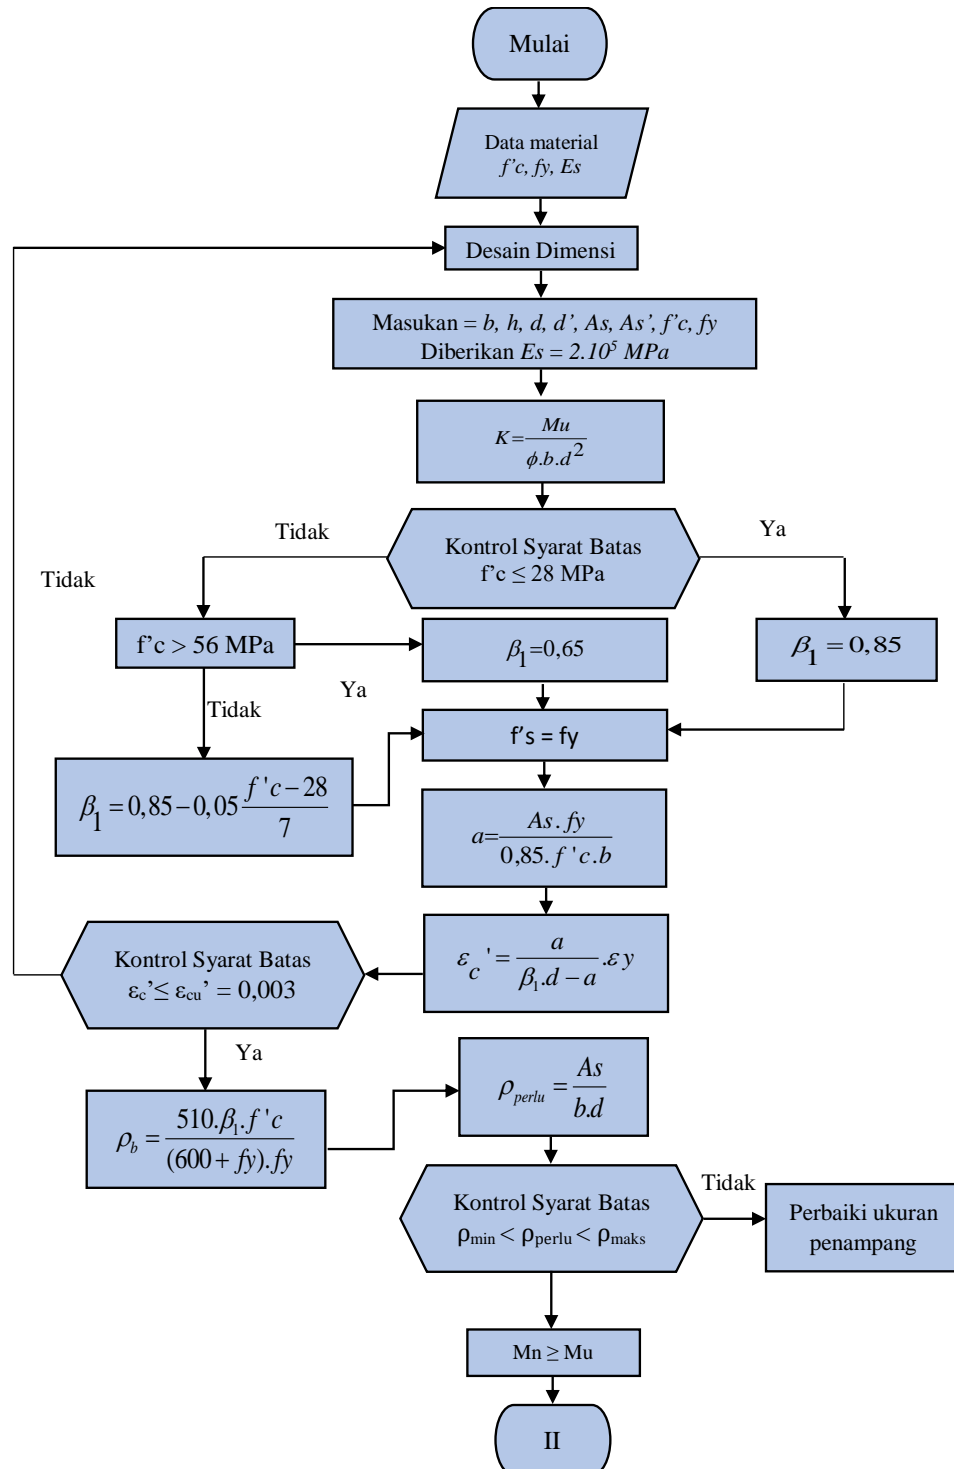 Mulai
Data material
f'c, fy, Es
Desain Dimensi
Masukan = b, h, d, d', As, As', f'c, fy
Diberikan Es = 2.10⁵ MPa
K = Mu / φ.b.d²
Tidak
Kontrol Syarat Batas
f'c ≤ 28 MPa
Ya
Tidak
f'c > 56 MPa
β₁=0,65
β₁ = 0,85
Ya
Tidak
f's = fy
β₁ = 0,85 − 0,05 f'c − 28 / 7
a = As. fy / 0,85. f'c.b
Kontrol Syarat Batas
εc'≤ εcu' = 0,003
εc' = a / β₁.d − a .εy
Ya
ρb = 510.β₁.f'c / (600 + fy).fy
ρperlu = As / b.d
Kontrol Syarat Batas
ρmin < ρperlu < ρmaks
Tidak
Perbaiki ukuran
penampang
Mn ≥ Mu
II